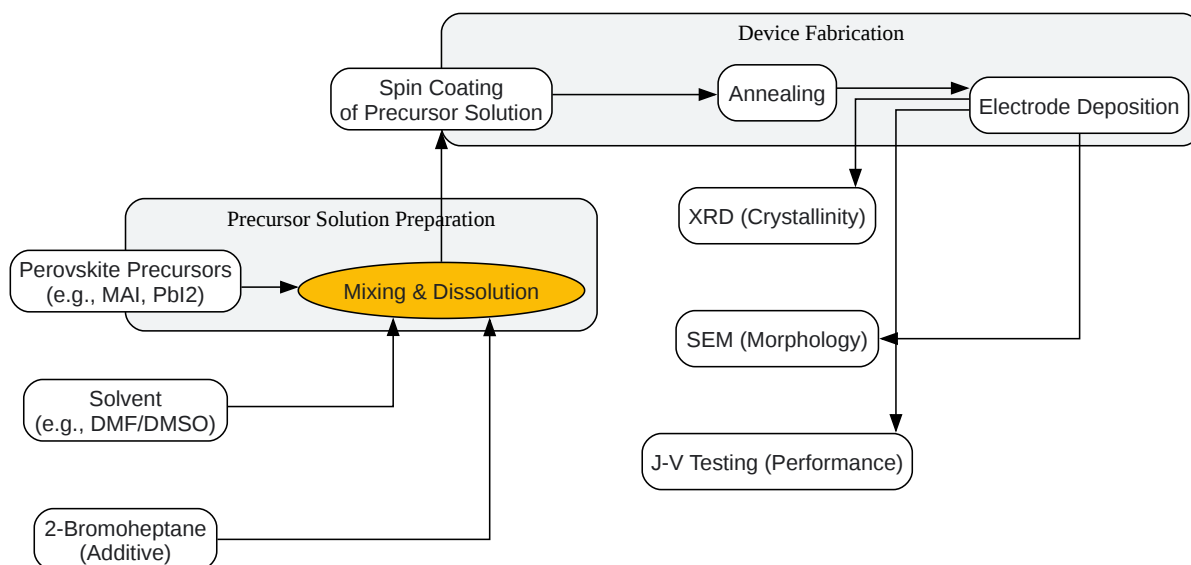 Device Fabrication
Spin Coating
of Precursor Solution
Annealing
Electrode Deposition
XRD (Crystallinity)
Precursor Solution Preparation
Perovskite Precursors
(e.g., MAI, PbI2)
Mixing & Dissolution
SEM (Morphology)
Solvent
(e.g., DMF/DMSO)
J-V Testing (Performance)
2-Bromoheptane
(Additive)